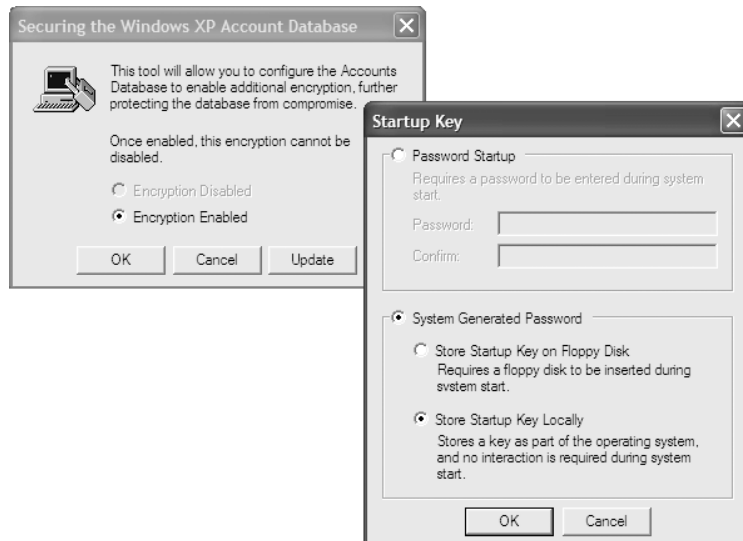 Securing the Windows XP Account Database
This tool will allow you to configure the Accounts
Database to enable additional encryption, further
protecting the database from compromise.
Once enabled, this encryption cannot be
disabled.
Encryption Disabled
Encryption Enabled
OK
Cancel
Update
Startup Key
Password Startup
Requires a password to be entered during system
start.
Password:
Confirm:
System Generated Password
Store Startup Key on Floppy Disk
Requires a floppy disk to be inserted during
system start.
Store Startup Key Locally
Stores a key as part of the operating system,
and no interaction is required during system
start.
OK
Cancel